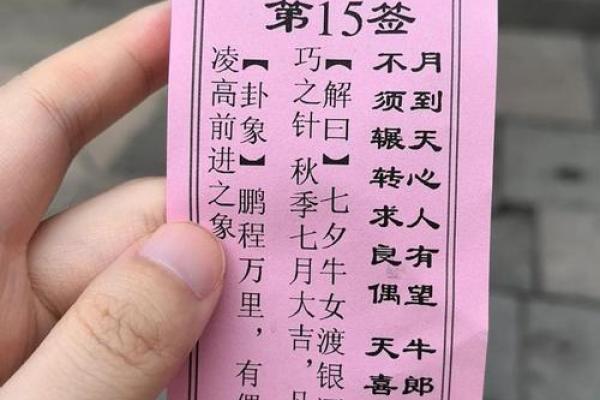 第15签
月到天心人有望 牛郎
不须辗转求良偶 天喜
【解曰】七夕牛女渡银
巧之针 秋季七月大吉，
【卦象】鹏程万里，有
凌高前进之象